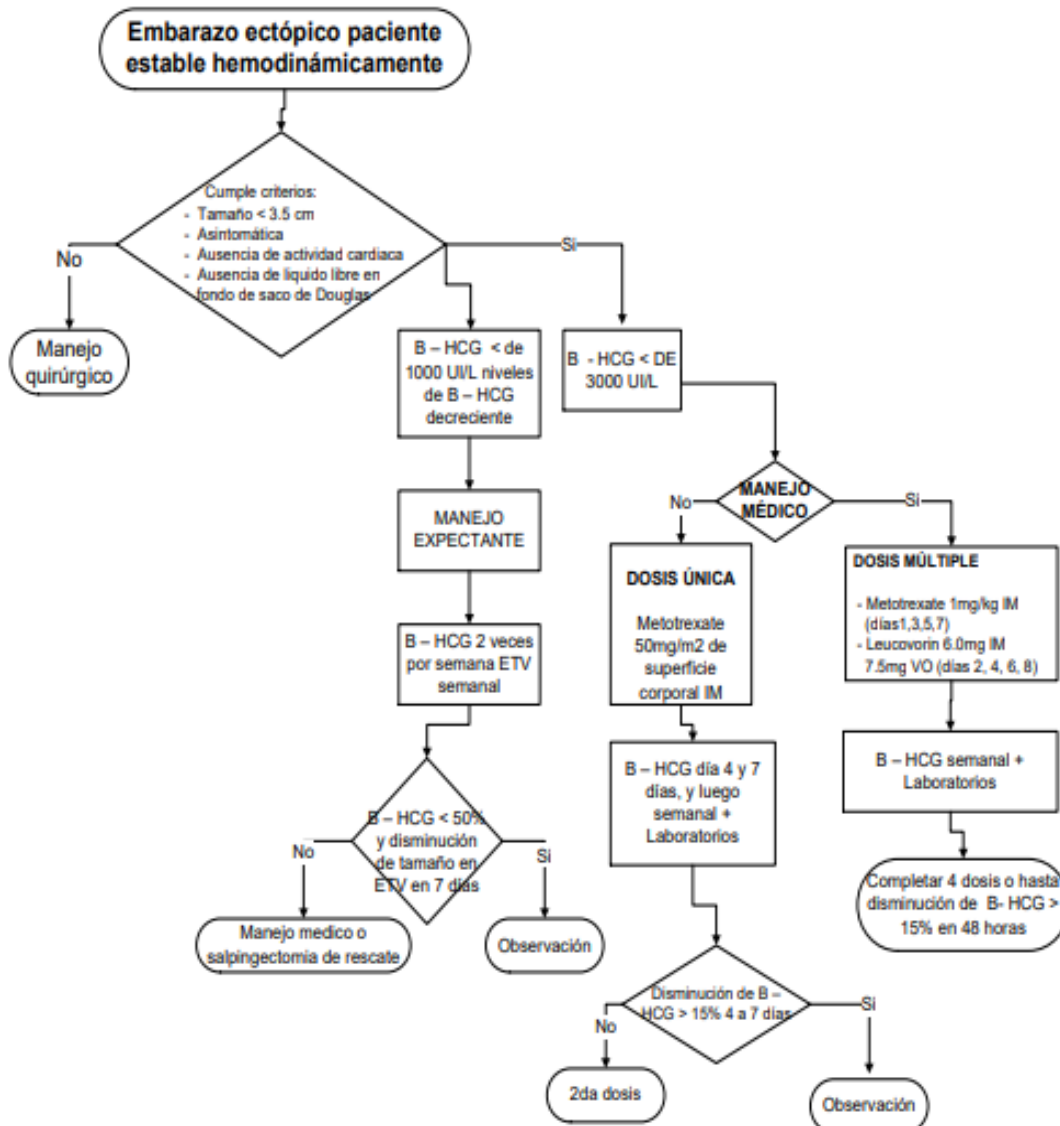 Embarazo ectópico paciente
estable hemodinámicamente
Cumple criterios:
- Tamaño < 3.5 cm
- Asintomática
- Ausencia de actividad cardiaca
- Ausencia de liquido libre en
fondo de saco de Douglas
No
Si
Manejo
quirúrgico
B – HCG < de
1000 UI/L niveles
de B – HCG
decreciente
B - HCG < DE
3000 UI/L
MANEJO
EXPECTANTE
MANEJO
MÉDICO
No
Si
B – HCG 2 veces
por semana ETV
semanal
DOSIS ÚNICA
Metotrexate
50mg/m2 de
superficie
corporal IM
DOSIS MÚLTIPLE
- Metotrexate 1mg/kg IM
(días1,3,5,7)
- Leucovorin 6.0mg IM
7.5mg VO (días 2, 4, 6, 8)
B – HCG < 50%
y disminución
de tamaño en
ETV en 7 días
No
Si
B – HCG día 4 y 7
días, y luego
semanal +
Laboratorios
B – HCG semanal +
Laboratorios
Manejo medico o
salpingectomia de rescate
Observación
Completar 4 dosis o hasta
disminución de B- HCG >
15% en 48 horas
Disminución de B –
HCG > 15% 4 a 7 días
No
Si
2da dosis
Observación